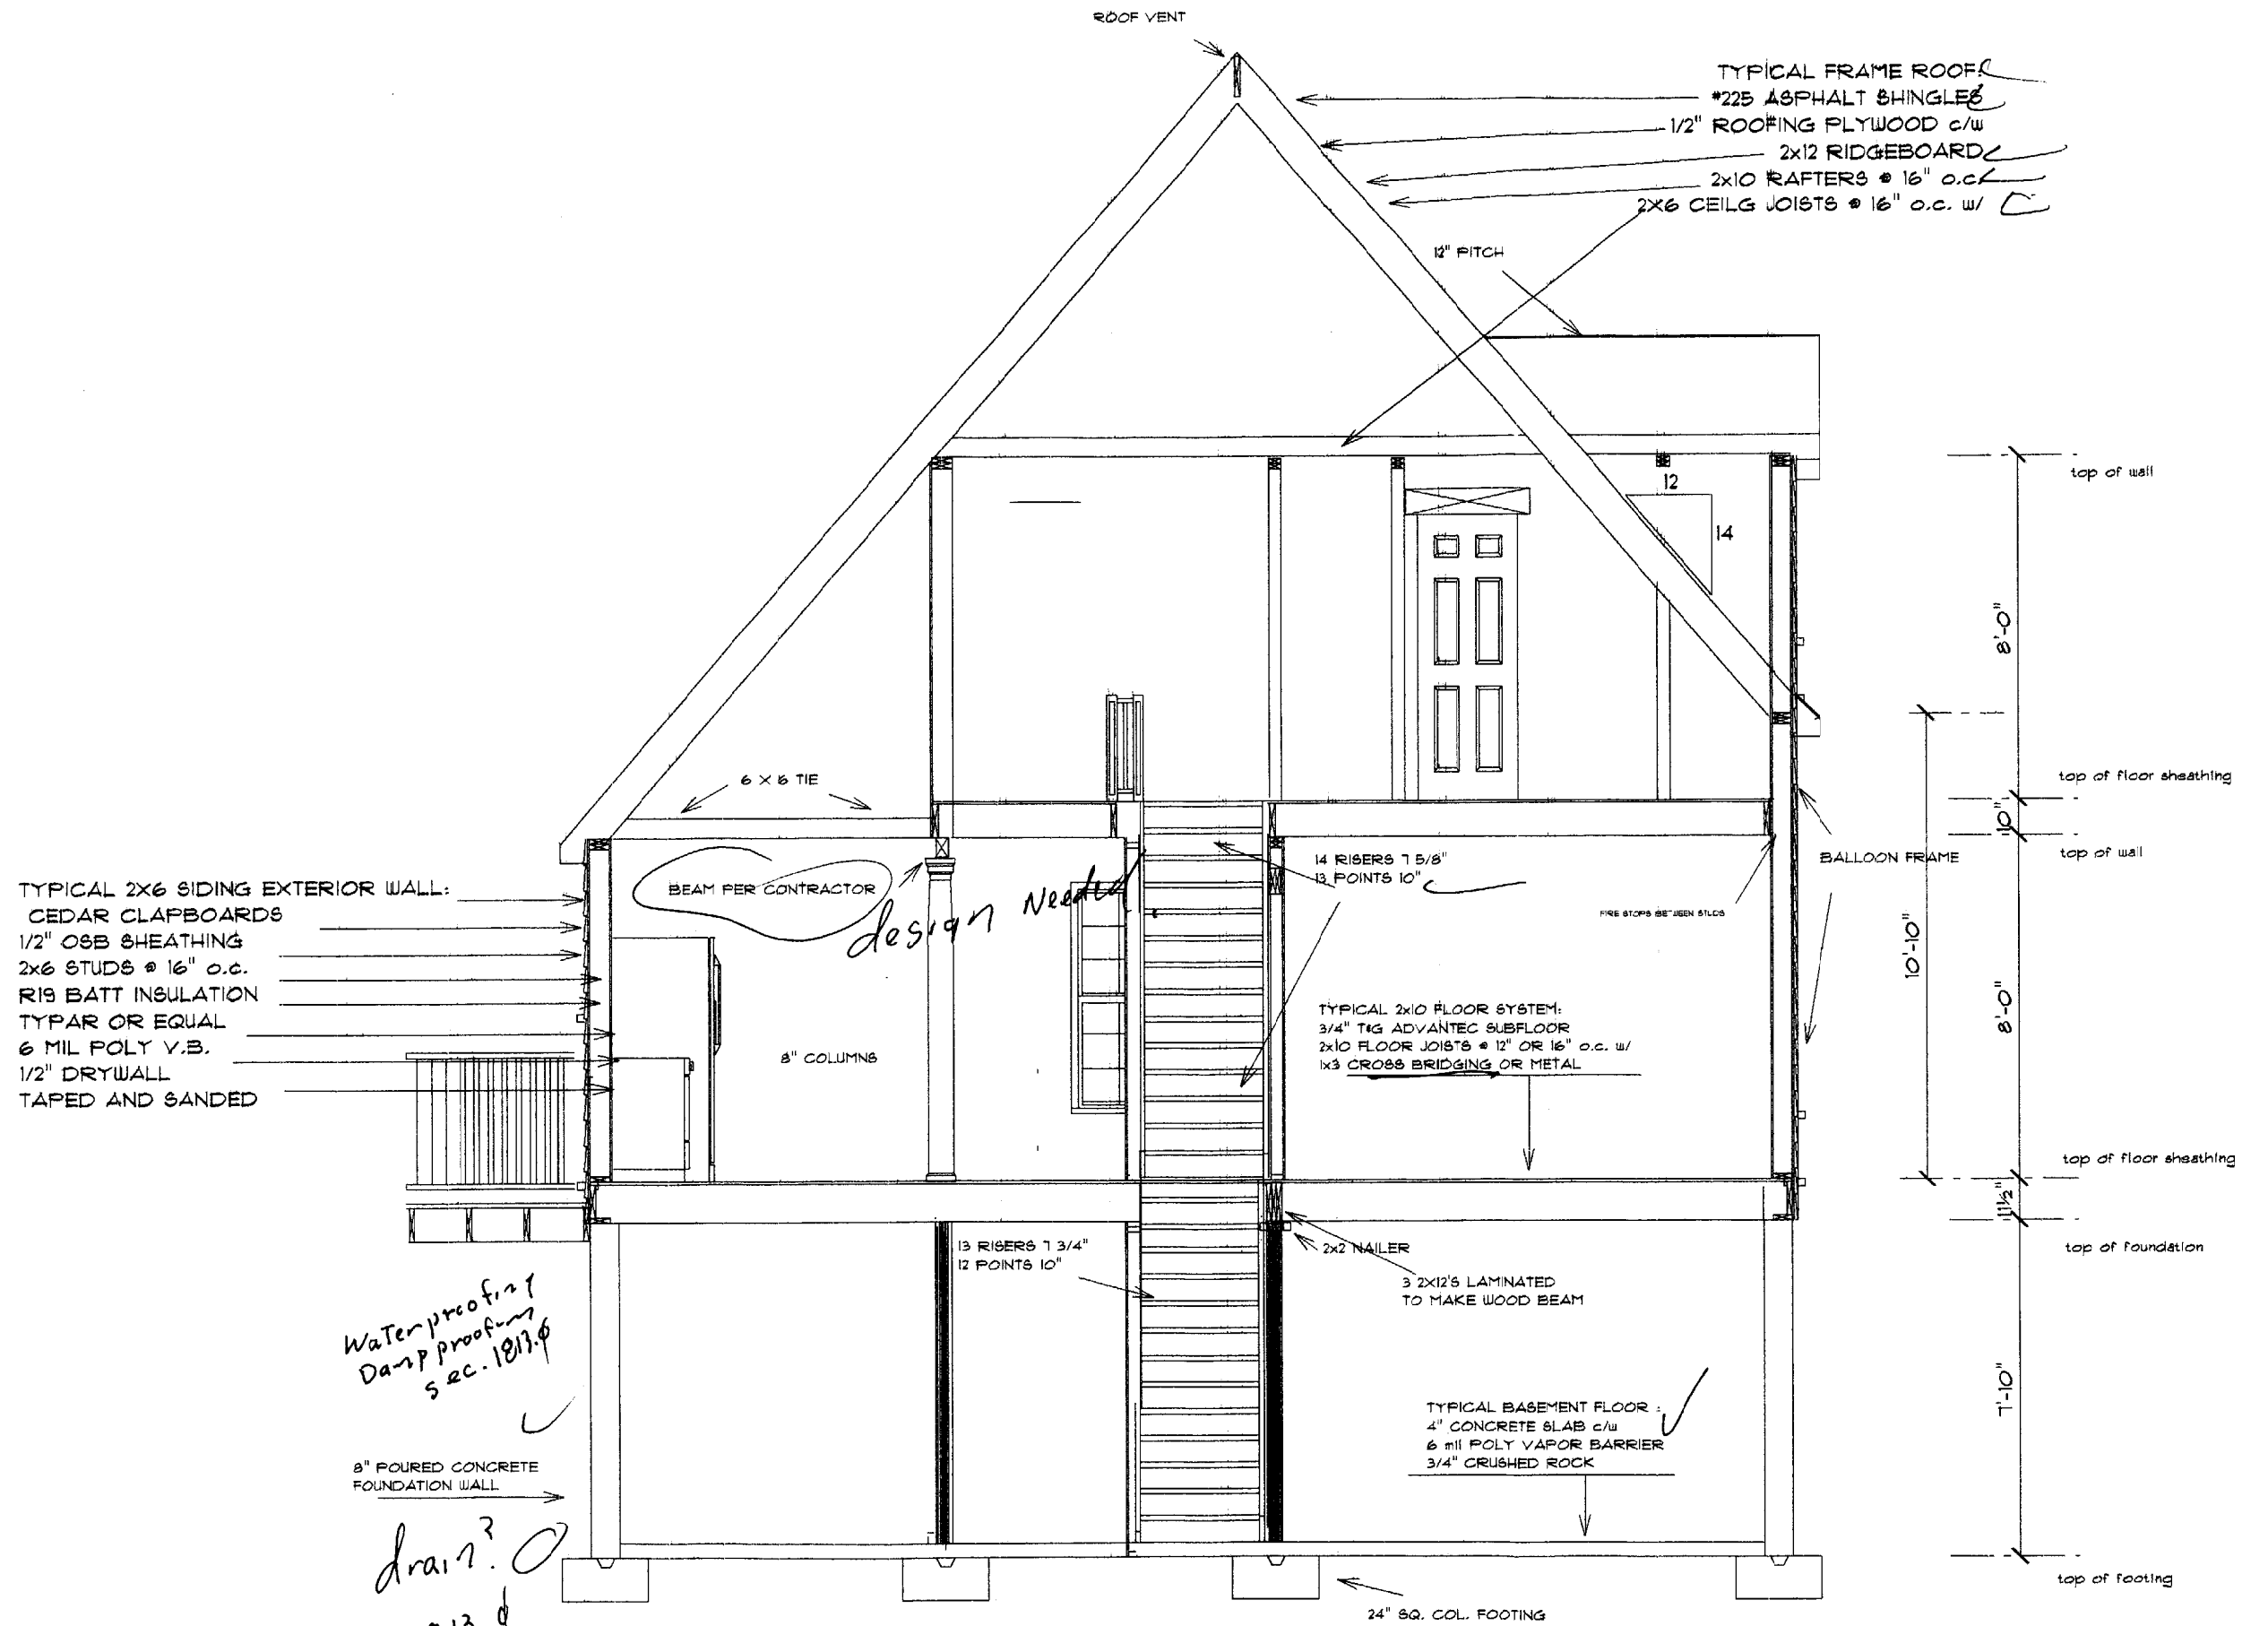 ROOF VENT
TYPICAL FRAME ROOF:
#225 ASPHALT SHINGLES
1/2" ROOFING PLYWOOD c/w
2x12 RIDGEBOARD
2x10 RAFTERS @ 16" o.c.
2X6 CEILG JOISTS @ 16" o.c. w/
12" PITCH
top of wall
12
14
8'-0"
6 X 6 TIE
top of floor sheathing
10"
top of wall
BALLOON FRAME
14 RISERS 7 5/8"
13 POINTS 10"
BEAM PER CONTRACTOR
design Needed
FIRE STOPS BETWEEN STUDS
TYPICAL 2X6 SIDING EXTERIOR WALL:
CEDAR CLAPBOARDS
1/2" OSB SHEATHING
2x6 STUDS @ 16" o.c.
R19 BATT INSULATION
TYPAR OR EQUAL
6 MIL POLY V.B.
1/2" DRYWALL
TAPED AND SANDED
10'-10"
8'-0"
TYPICAL 2x10 FLOOR SYSTEM:
3/4" T&G ADVANTEC SUBFLOOR
2x10 FLOOR JOISTS @ 12" OR 16" o.c. w/
1x3 CROSS BRIDGING OR METAL
8" COLUMNS
top of floor sheathing
11½"
top of foundation
13 RISERS 7 3/4"
12 POINTS 10"
2x2 NAILER
3 2X12'S LAMINATED
TO MAKE WOOD BEAM
Waterproofing
Dampproofing
sec. 1813.0
7'-10"
TYPICAL BASEMENT FLOOR :
4" CONCRETE SLAB c/w
6 mil POLY VAPOR BARRIER
3/4" CRUSHED ROCK
8" POURED CONCRETE
FOUNDATION WALL
drain?
top of footing
24" SQ. COL. FOOTING